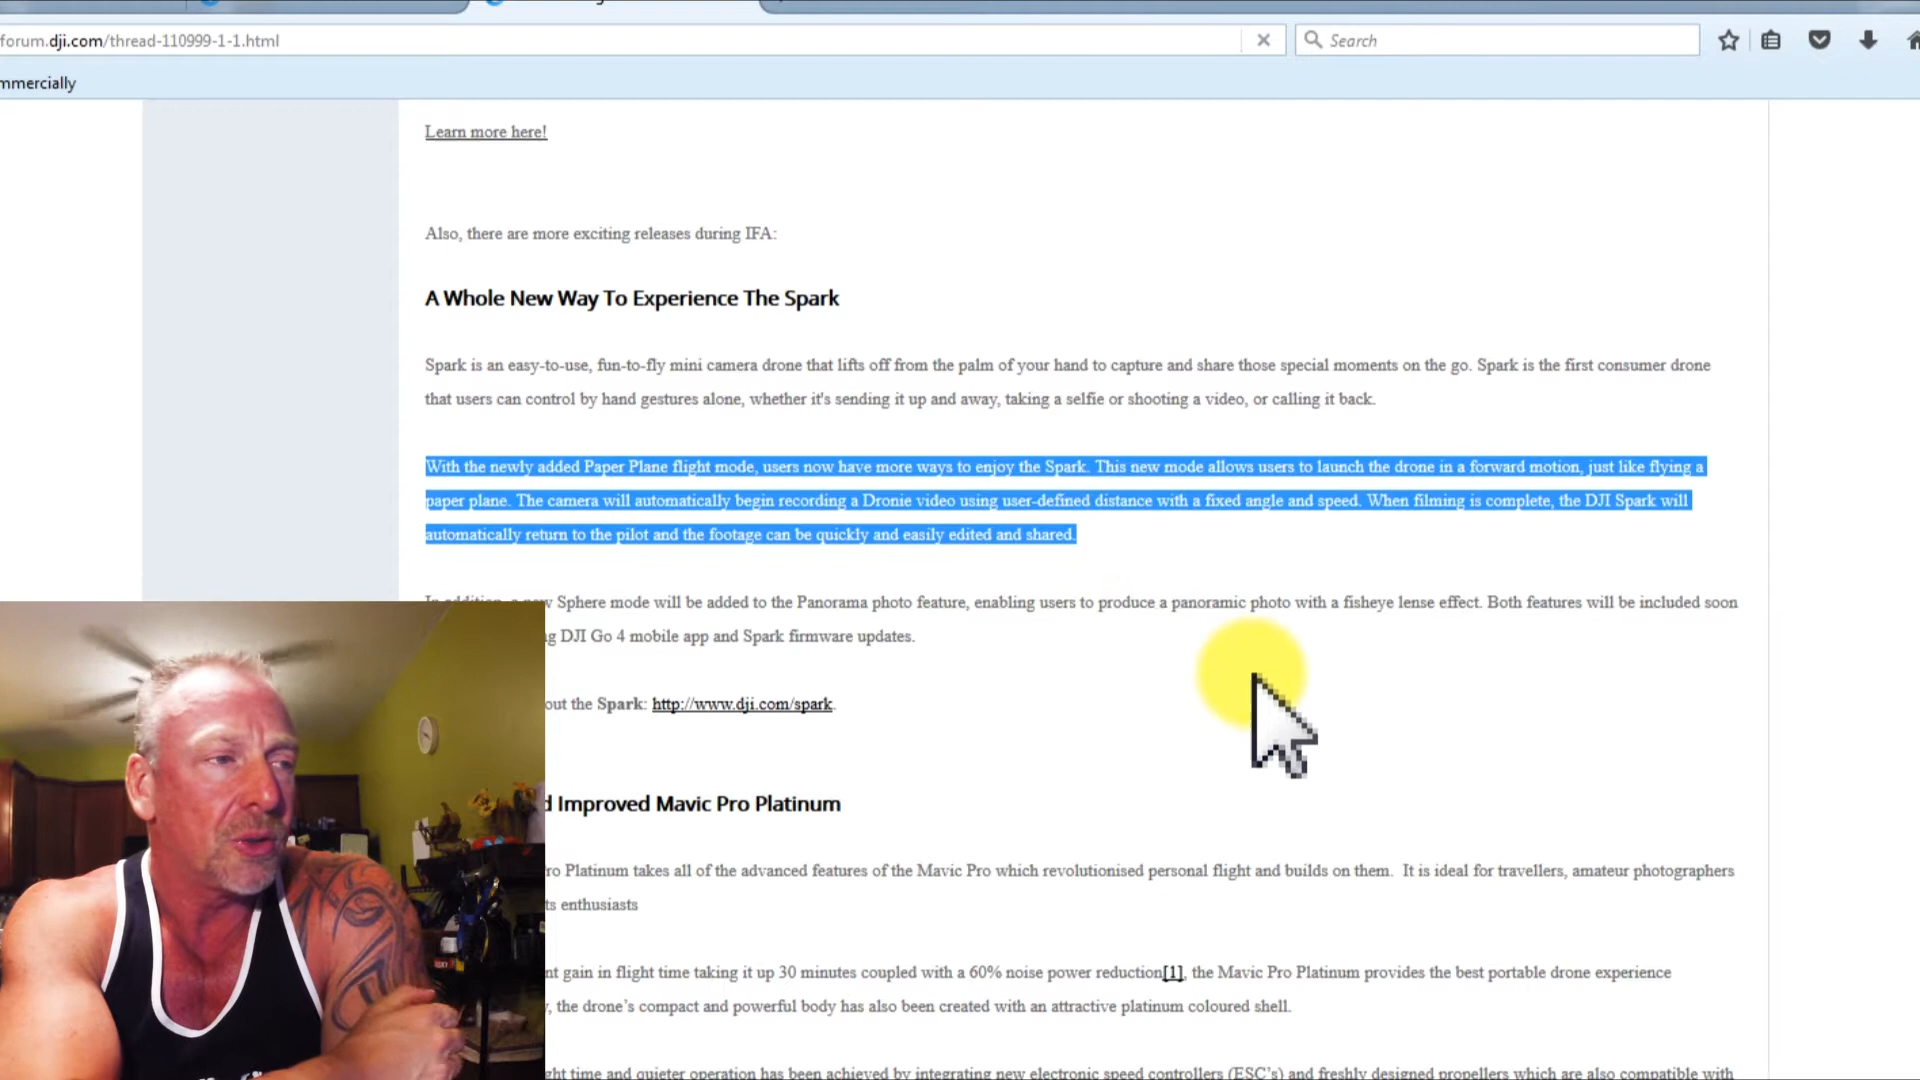 forum.dji.com/thread-110999-1-1.html
Search
mmercially
Learn more here!
Also, there are more exciting releases during IFA:
A Whole New Way To Experience The Spark
Spark is an easy-to-use, fun-to-fly mini camera drone that lifts off from the palm of your hand to capture and share those special moments on the go. Spark is the first consumer drone
that users can control by hand gestures alone, whether it's sending it up and away, taking a selfie or shooting a video, or calling it back.
With the newly added Paper Plane flight mode, users now have more ways to enjoy the Spark. This new mode allows users to launch the drone in a forward motion, just like flying a
paper plane. The camera will automatically begin recording a Dronie video using user-defined distance with a fixed angle and speed. When filming is complete, the DJI Spark will
automatically return to the pilot and the footage can be quickly and easily edited and shared.
Sphere mode will be added to the Panorama photo feature, enabling users to produce a panoramic photo with a fisheye lense effect. Both features will be included soon
g DJI Go 4 mobile app and Spark firmware updates.
out the Spark: http://www.dji.com/spark.
d Improved Mavic Pro Platinum
ro Platinum takes all of the advanced features of the Mavic Pro which revolutionised personal flight and builds on them. It is ideal for travellers, amateur photographers
ts enthusiasts
nt gain in flight time taking it up 30 minutes coupled with a 60% noise power reduction[1], the Mavic Pro Platinum provides the best portable drone experience
, the drone's compact and powerful body has also been created with an attractive platinum coloured shell.
ght time and quieter operation has been achieved by integrating new electronic speed controllers (ESC's) and freshly designed propellers which are also compatible with